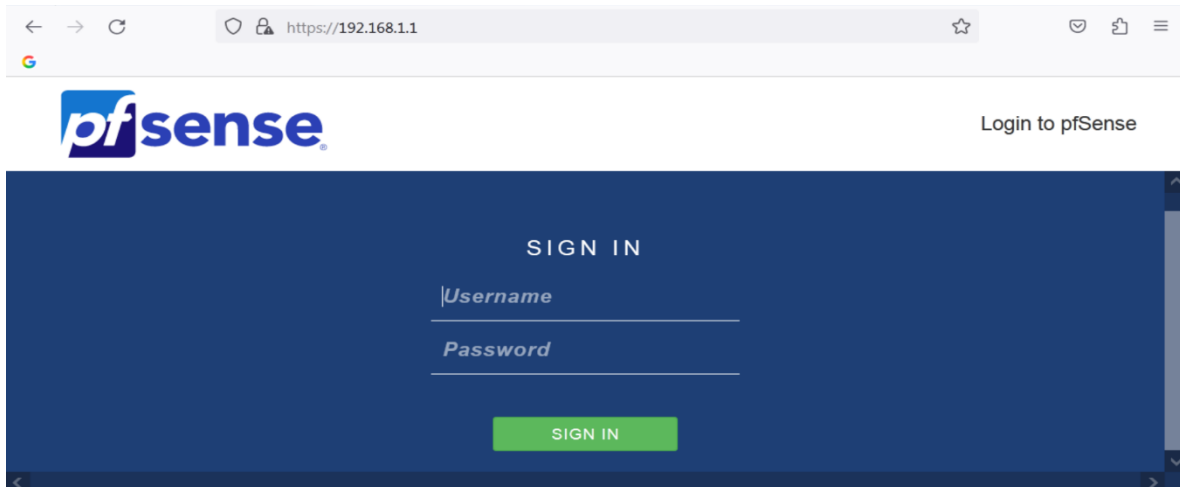 https://192.168.1.1
G
pfsense®
Login to pfSense
SIGN IN
Username
Password
SIGN IN